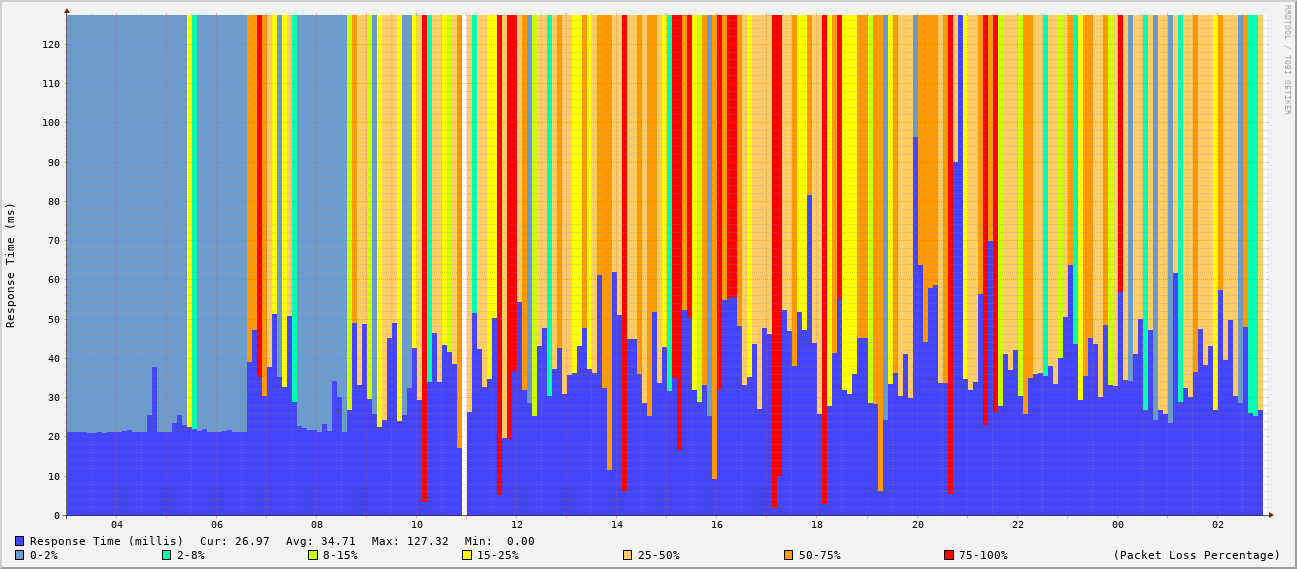 RRDTOOL / TOBI OETIKER
Response Time (ms)
120
110
100
90
80
70
60
50
40
30
20
10
0
04 06 08 10 12 14 16 18 20 22 00 02
Response Time (millis) Cur: 26.97 Avg: 34.71 Max: 127.32 Min: 0.00
0-2% 2-8% 8-15% 15-25% 25-50% 50-75% 75-100% (Packet Loss Percentage)